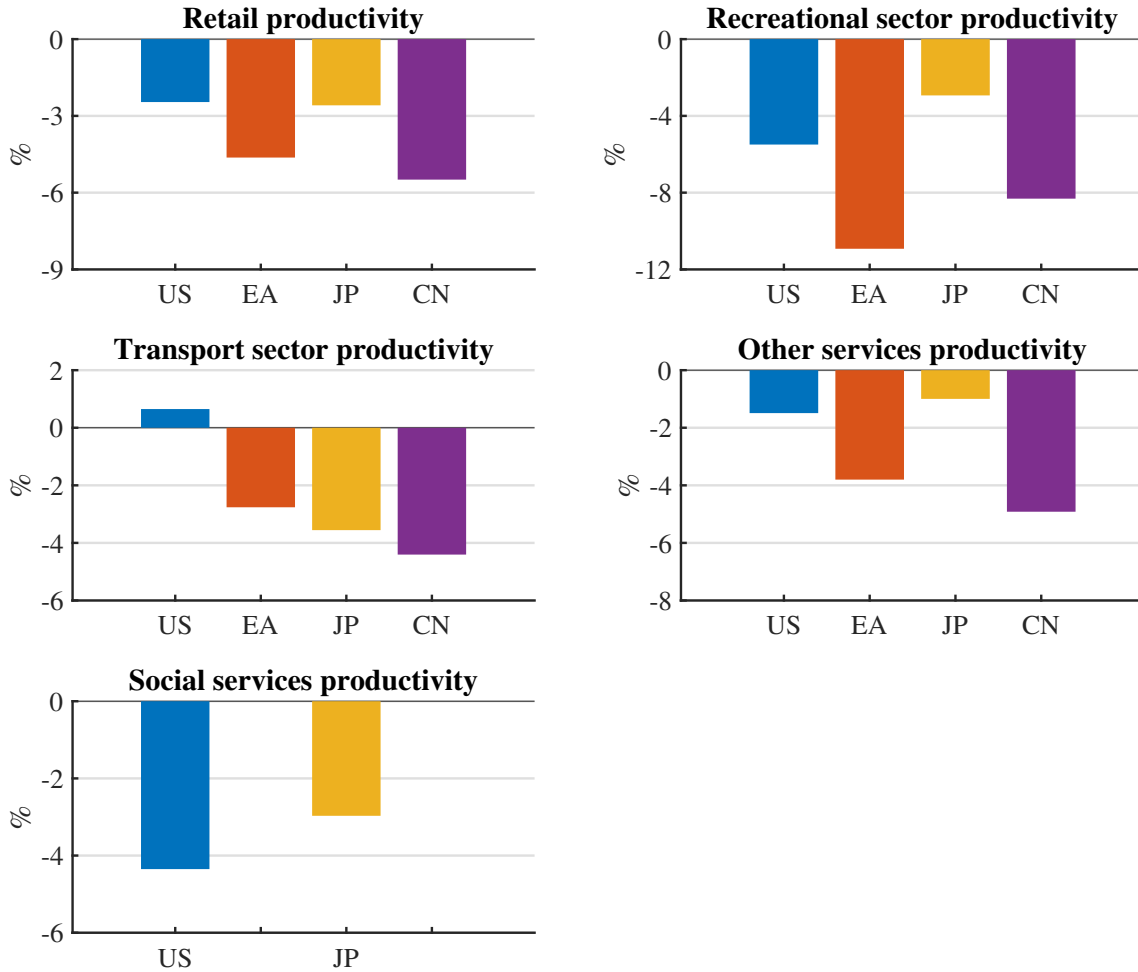 Retail productivity
0
-3
-6
-9
%
US EA JP CN
Recreational sector productivity
0
-4
-8
-12
%
US EA JP CN
Transport sector productivity
2
0
-2
-4
-6
%
US EA JP CN
Other services productivity
0
-2
-4
-6
-8
%
US EA JP CN
Social services productivity
0
-2
-4
-6
%
US JP